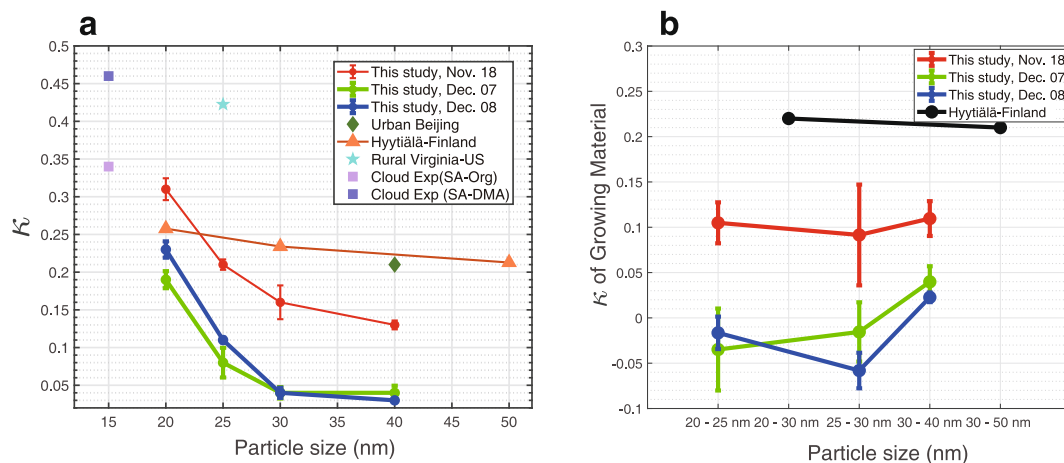 a
0.5
0.45
0.4
0.35
0.3
0.25
0.2
0.15
0.1
0.05
κ
This study, Nov. 18
This study, Dec. 07
This study, Dec. 08
Urban Beijing
Hyytiälä-Finland
Rural Virginia-US
Cloud Exp(SA-Org)
Cloud Exp (SA-DMA)
15 20 25 30 35 40 45 50
Particle size (nm)
b
0.3
0.25
0.2
0.15
0.1
0.05
0
-0.05
-0.1
κ of Growing Material
This study, Nov. 18
This study, Dec. 07
This study, Dec. 08
Hyytiälä-Finland
20 - 25 nm 20 - 30 nm 25 - 30 nm 30 - 40 nm 30 - 50 nm
Particle size (nm)